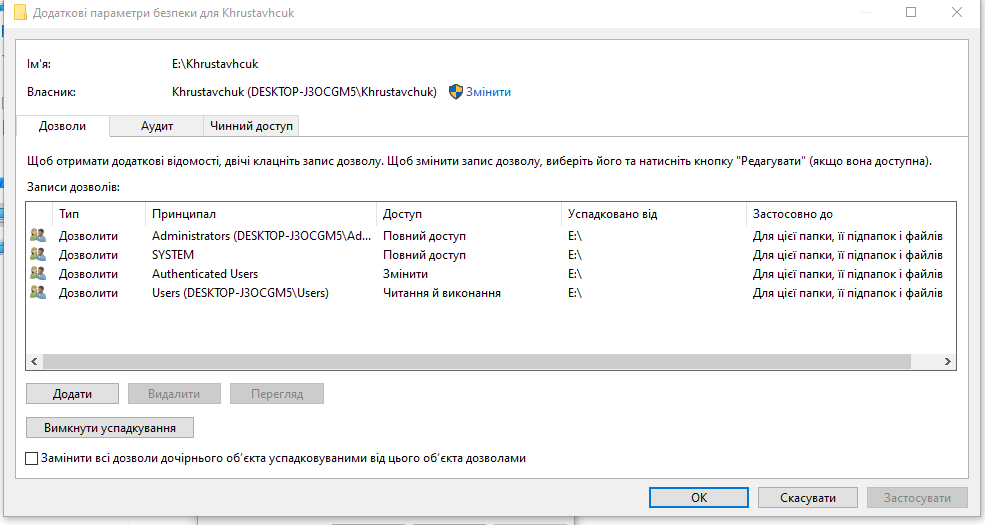 Додаткові параметри безпеки для Khrustavhcuk
Ім'я: E:\Khrustavhcuk
Власник: Khrustavchuk (DESKTOP-J3OCGM5\Khrustavchuk) Змінити
Дозволи Аудит Чинний доступ
Щоб отримати додаткові відомості, двічі клацніть запис дозволу. Щоб змінити запис дозволу, виберіть його та натисніть кнопку "Редагувати" (якщо вона доступна).
Записи дозволів:
Тип Принципал Доступ Успадковано від Застосовно до
Дозволити Administrators (DESKTOP-J3OCGM5\Ad... Повний доступ E:\ Для цієї папки, її підпапок і файлів
Дозволити SYSTEM Повний доступ E:\ Для цієї папки, її підпапок і файлів
Дозволити Authenticated Users Змінити E:\ Для цієї папки, її підпапок і файлів
Дозволити Users (DESKTOP-J3OCGM5\Users) Читання й виконання E:\ Для цієї папки, її підпапок і файлів
Додати Видалити Перегляд
Вимкнути успадкування
Замінити всі дозволи дочірнього об'єкта успадковуваними від цього об'єкта дозволами
ОК Скасувати Застосувати